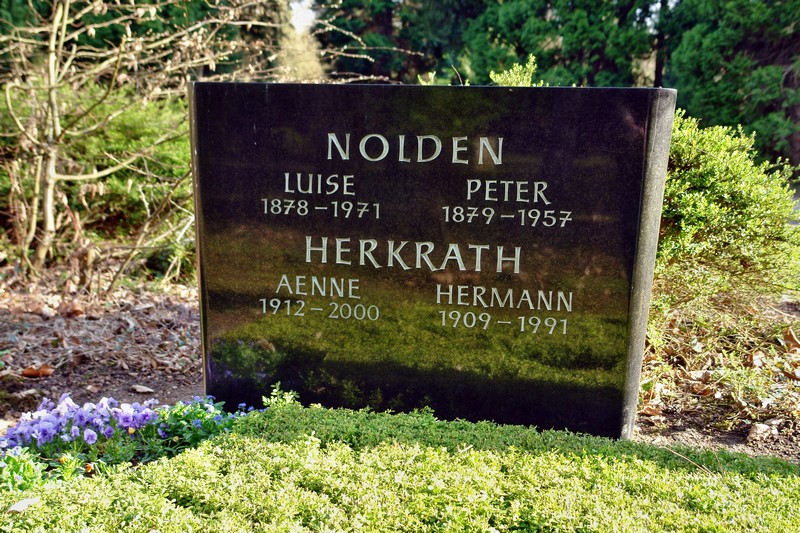 NOLDEN
LUISE PETER
1878–1971 1879–1957
HERKRATH
AENNE HERMANN
1912–2000 1909–1991